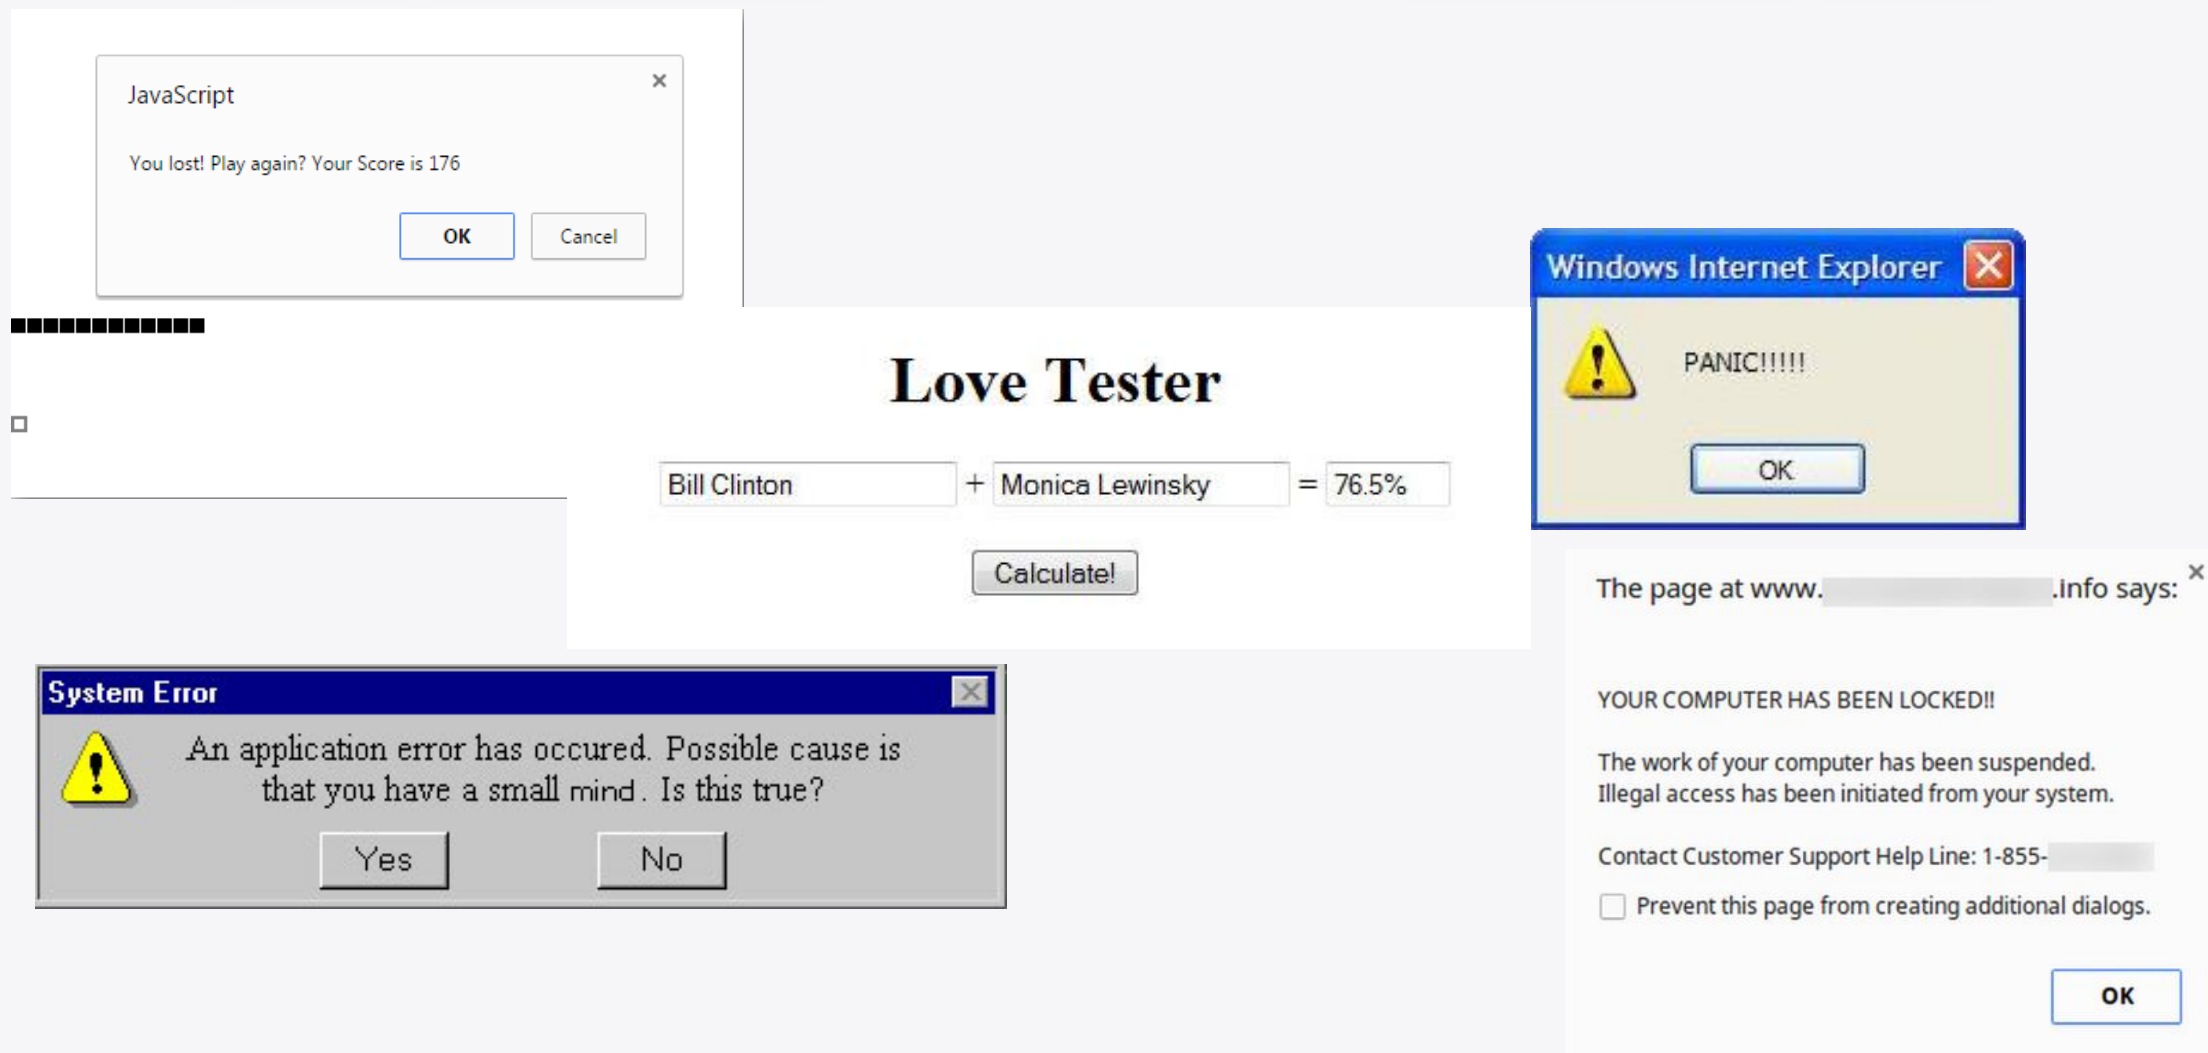 JavaScript
You lost! Play again? Your Score is 176
OK
Cancel
Love Tester
Bill Clinton + Monica Lewinsky = 76.5%
Calculate!
Windows Internet Explorer
PANIC!!!!!
OK
System Error
An application error has occured. Possible cause is
that you have a small mind. Is this true?
Yes
No
The page at www. .info says:
YOUR COMPUTER HAS BEEN LOCKED!!
The work of your computer has been suspended.
Illegal access has been initiated from your system.
Contact Customer Support Help Line: 1-855-
Prevent this page from creating additional dialogs.
OK